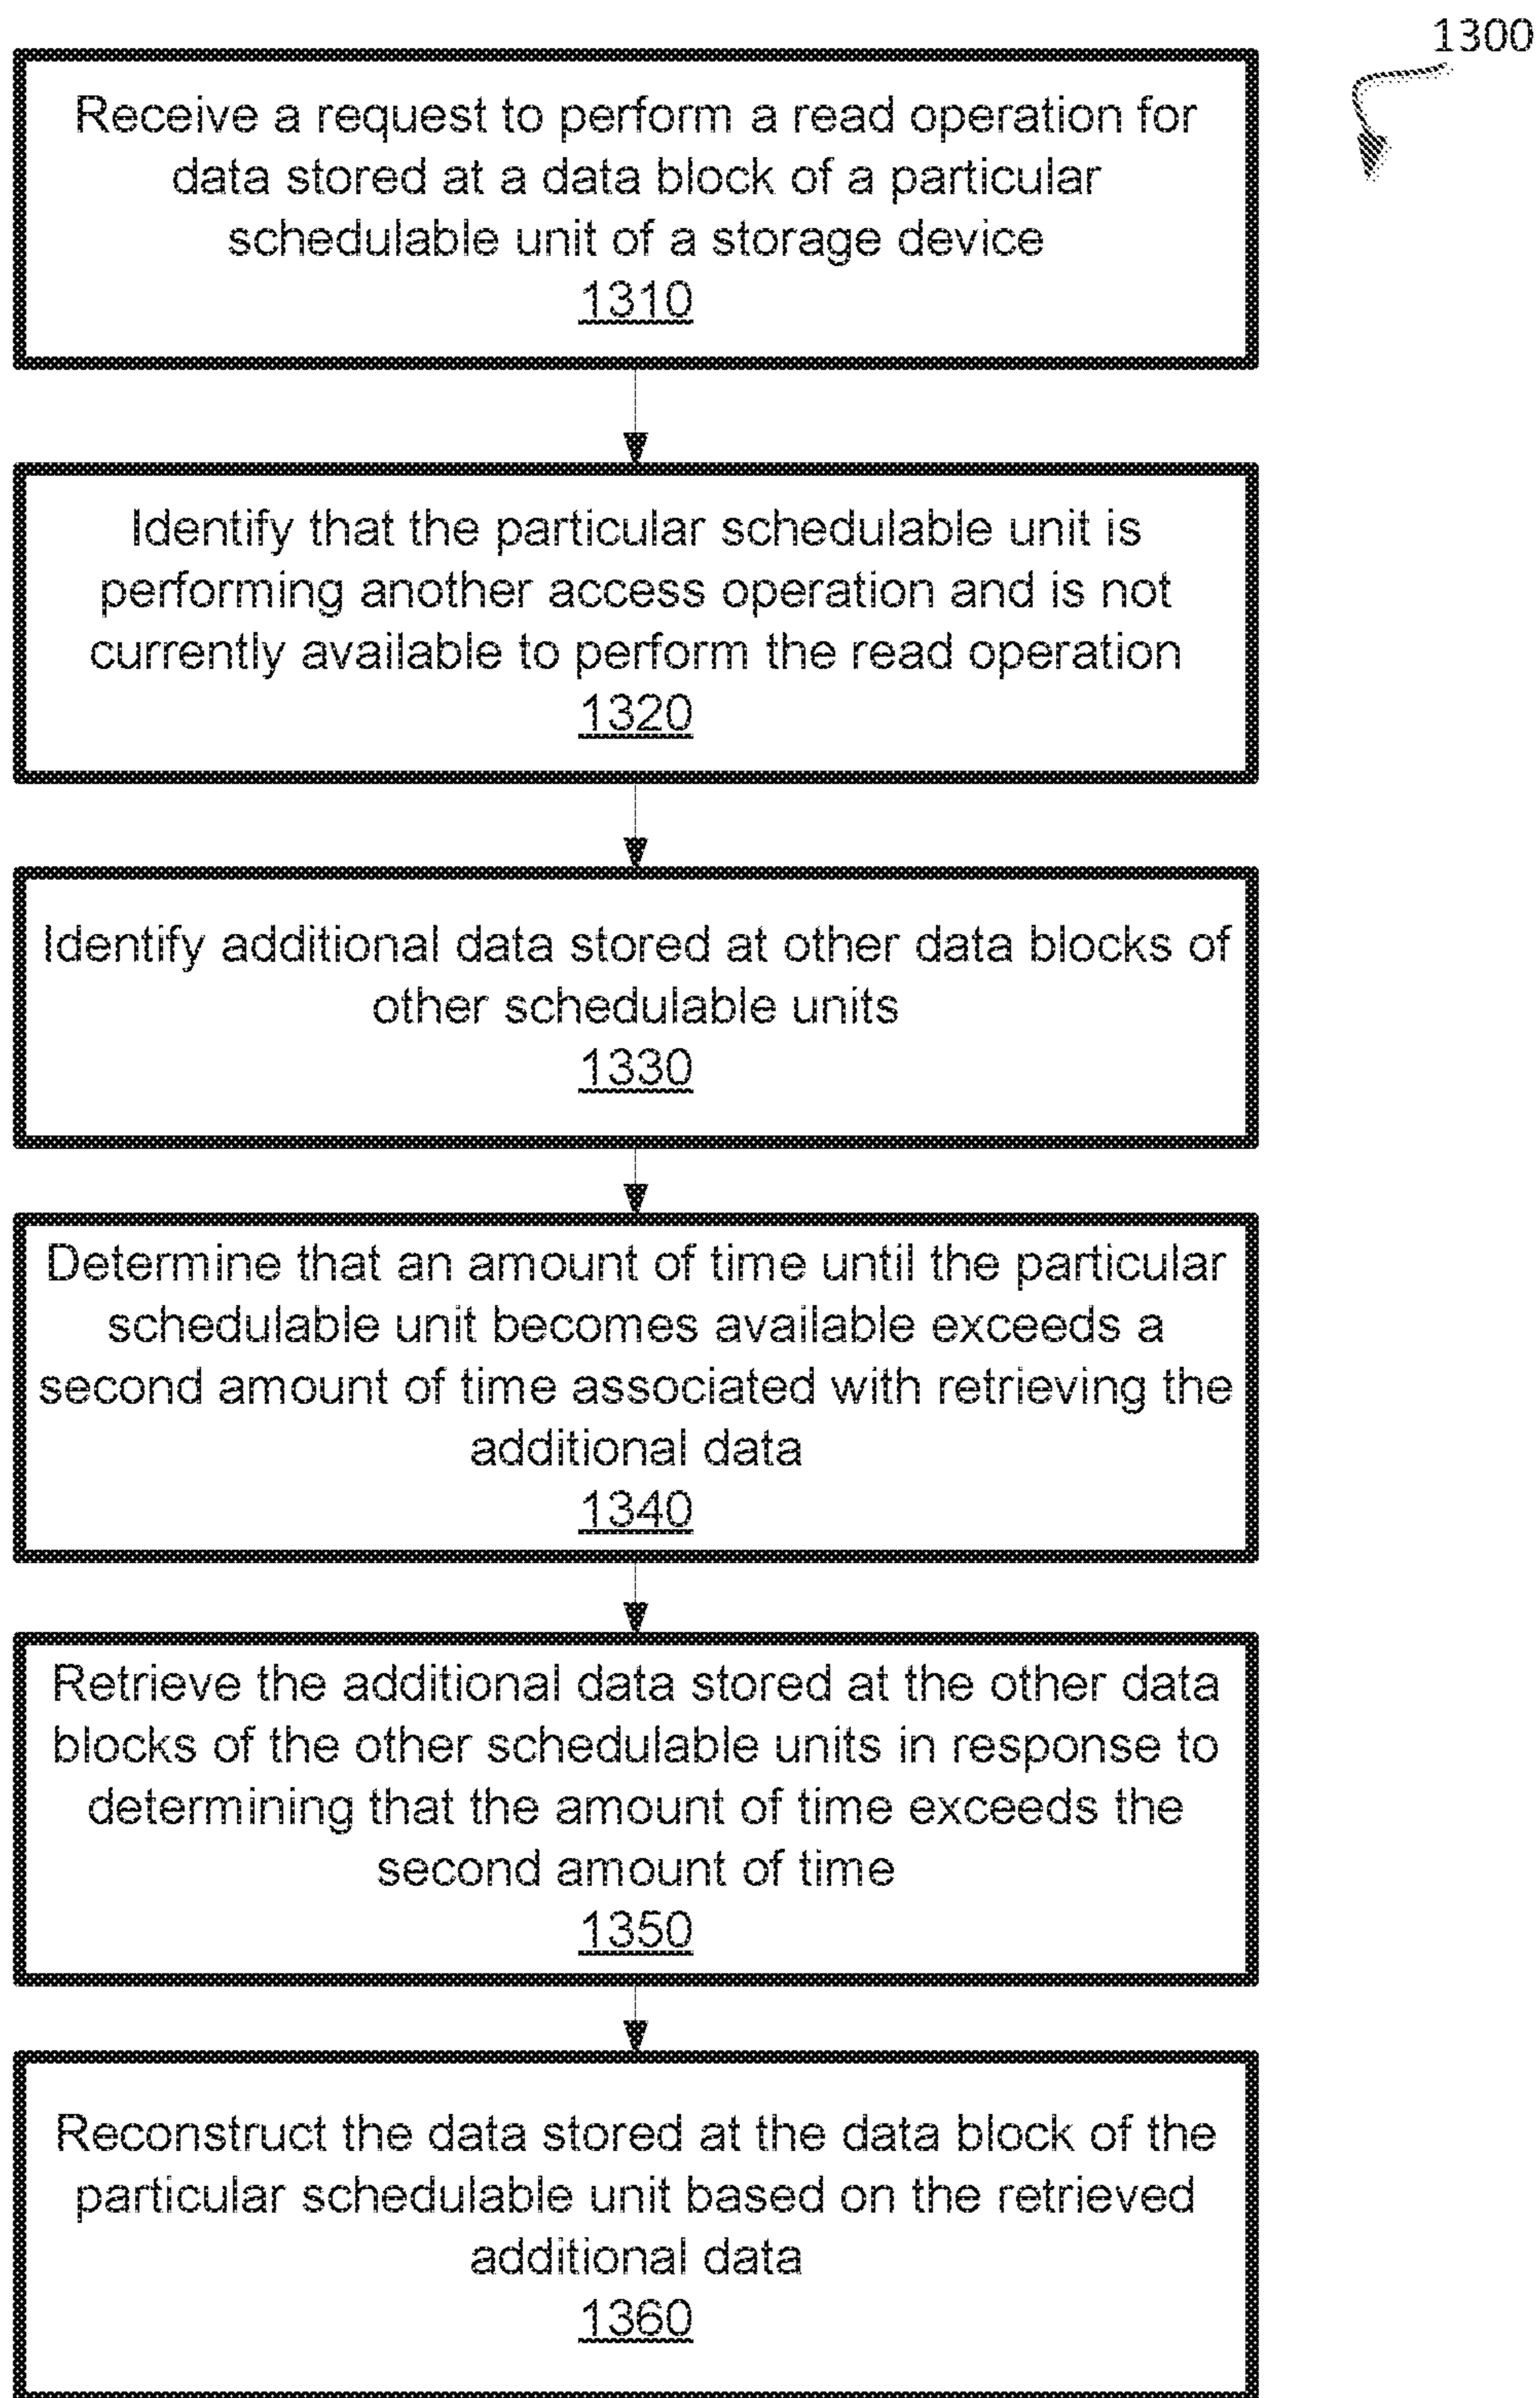 1300
Receive a request to perform a read operation for
data stored at a data block of a particular
schedulable unit of a storage device
1310
Identify that the particular schedulable unit is
performing another access operation and is not
currently available to perform the read operation
1320
Identify additional data stored at other data blocks of
other schedulable units
1330
Determine that an amount of time until the particular
schedulable unit becomes available exceeds a
second amount of time associated with retrieving the
additional data
1340
Retrieve the additional data stored at the other data
blocks of the other schedulable units in response to
determining that the amount of time exceeds the
second amount of time
1350
Reconstruct the data stored at the data block of the
particular schedulable unit based on the retrieved
additional data
1360